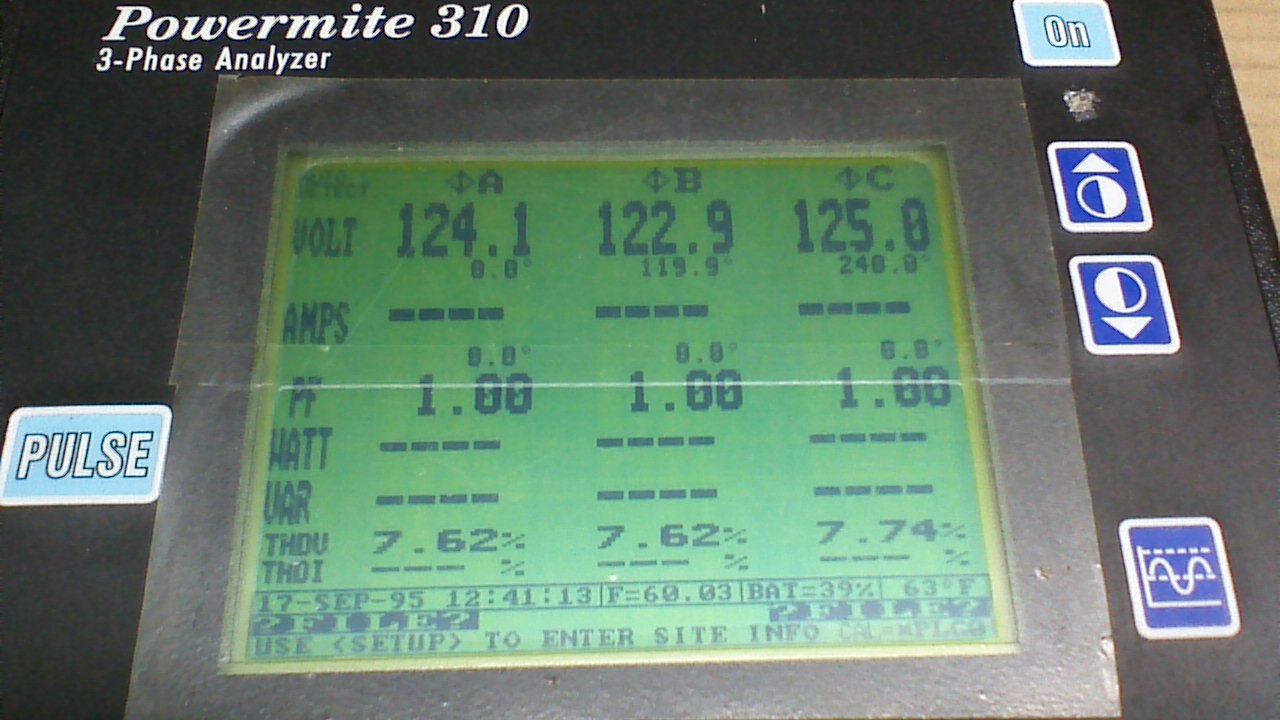 Powermite 310
3-Phase Analyzer
On
DETECT ΦA ΦB ΦC
VOLT 124.1 122.9 125.0
0.0° 119.9° 240.0°
AMPS ---- ---- ----
0.0° 0.0° 0.0°
PF 1.00 1.00 1.00
PULSE
WATT ---- ---- ----
VAR ---- ---- ----
THDV 7.62% 7.62% 7.74%
THDI ---- % ---- % ---- %
17-SEP-95 12:41:13 F=60.03 BAT=39% 63°F
?FILE? ?FILE?
USE <SETUP> TO ENTER SITE INFO